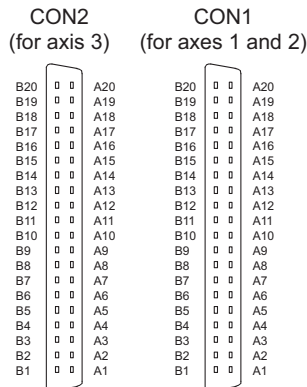 CON2 CON1
(for axis 3) (for axes 1 and 2)
B20 A20 B20 A20
B19 A19 B19 A19
B18 A18 B18 A18
B17 A17 B17 A17
B16 A16 B16 A16
B15 A15 B15 A15
B14 A14 B14 A14
B13 A13 B13 A13
B12 A12 B12 A12
B11 A11 B11 A11
B10 A10 B10 A10
B9 A9 B9 A9
B8 A8 B8 A8
B7 A7 B7 A7
B6 A6 B6 A6
B5 A5 B5 A5
B4 A4 B4 A4
B3 A3 B3 A3
B2 A2 B2 A2
B1 A1 B1 A1